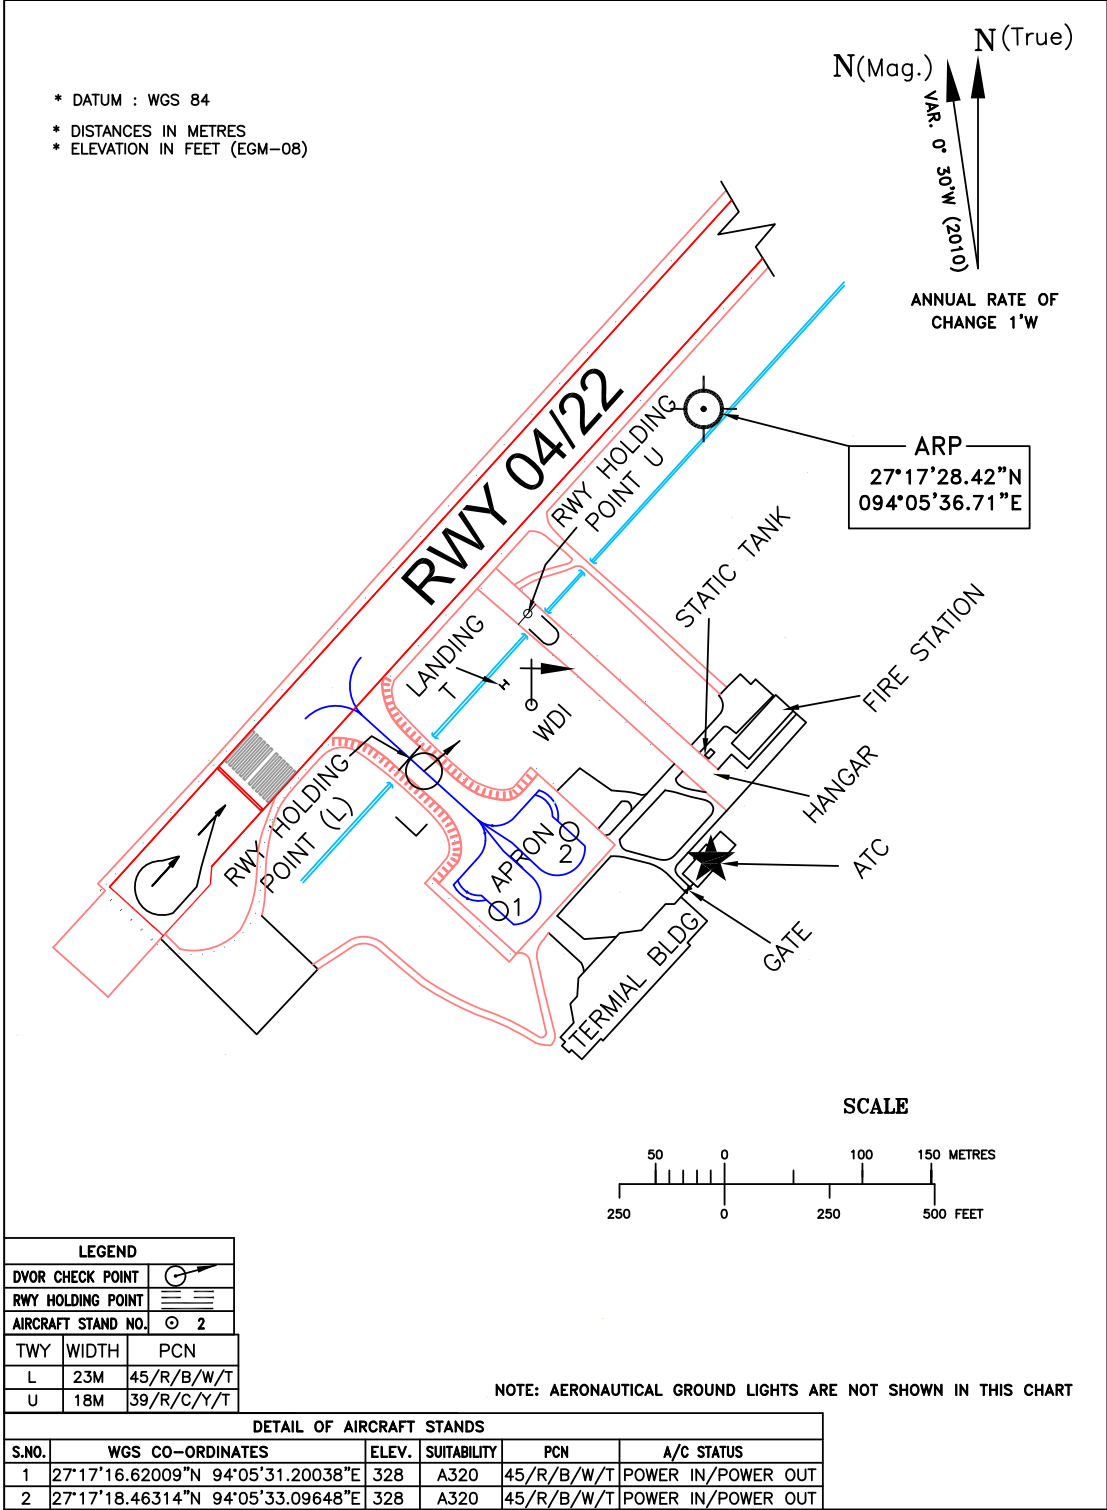 N(True)
N(Mag.)
VAR. 0° 30'W (2010)
ANNUAL RATE OF
CHANGE 1'W
* DATUM : WGS 84
* DISTANCES IN METRES
* ELEVATION IN FEET (EGM-08)
RWY 04/22
RWY HOLDING
POINT U
ARP
27°17'28.42"N
094°05'36.71"E
STATIC TANK
FIRE STATION
LANDING
T
WDI
HANGAR
RWY HOLDING
POINT (L)
L
APRON
2
1
ATC
GATE
TERMIAL BLDG
SCALE
50 0 100 150 METRES
250 0 250 500 FEET
LEGEND
DVOR CHECK POINT
RWY HOLDING POINT
AIRCRAFT STAND NO. 2
TWY WIDTH PCN
L 23M 45/R/B/W/T
U 18M 39/R/C/Y/T
NOTE: AERONAUTICAL GROUND LIGHTS ARE NOT SHOWN IN THIS CHART
DETAIL OF AIRCRAFT STANDS
S.NO. WGS CO-ORDINATES ELEV. SUITABILITY PCN A/C STATUS
1 27°17'16.62009"N 94°05'31.20038"E 328 A320 45/R/B/W/T POWER IN/POWER OUT
2 27°17'18.46314"N 94°05'33.09648"E 328 A320 45/R/B/W/T POWER IN/POWER OUT